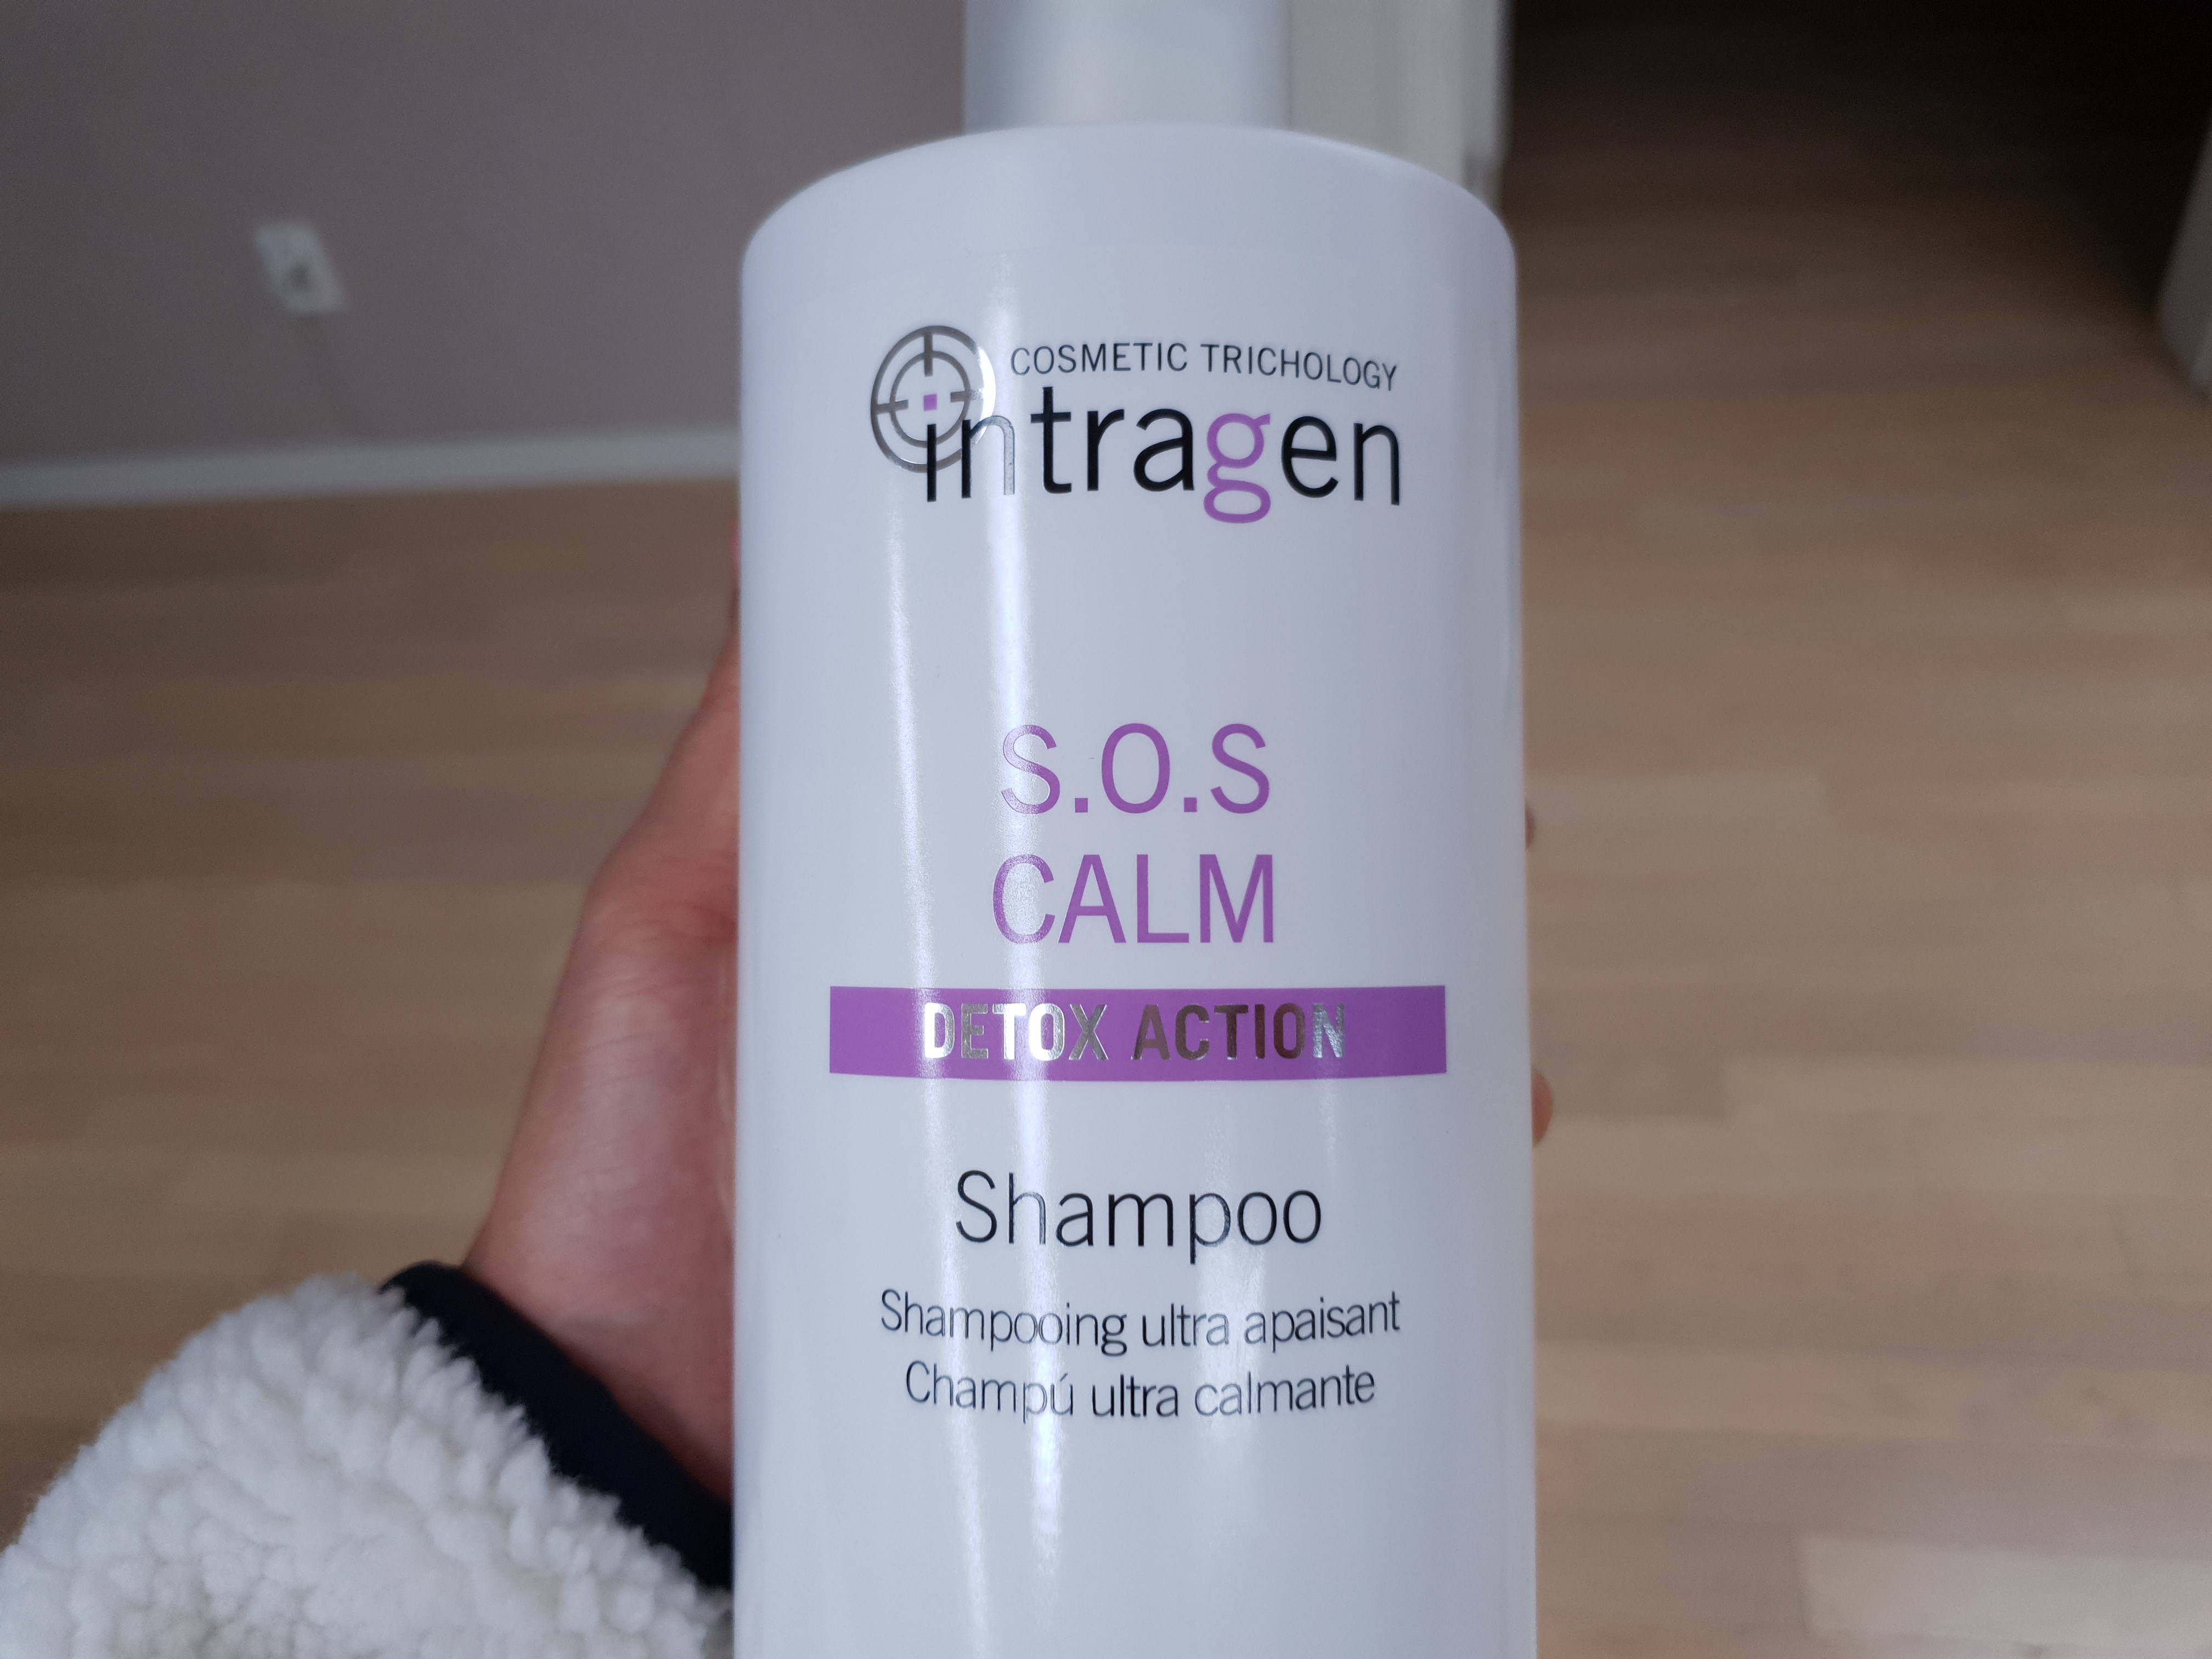 COSMETIC TRICHOLOGY
intragen
S.O.S
CALM
DETOX ACTION
Shampoo
Shampooing ultra apaisant
Champú ultra calmante